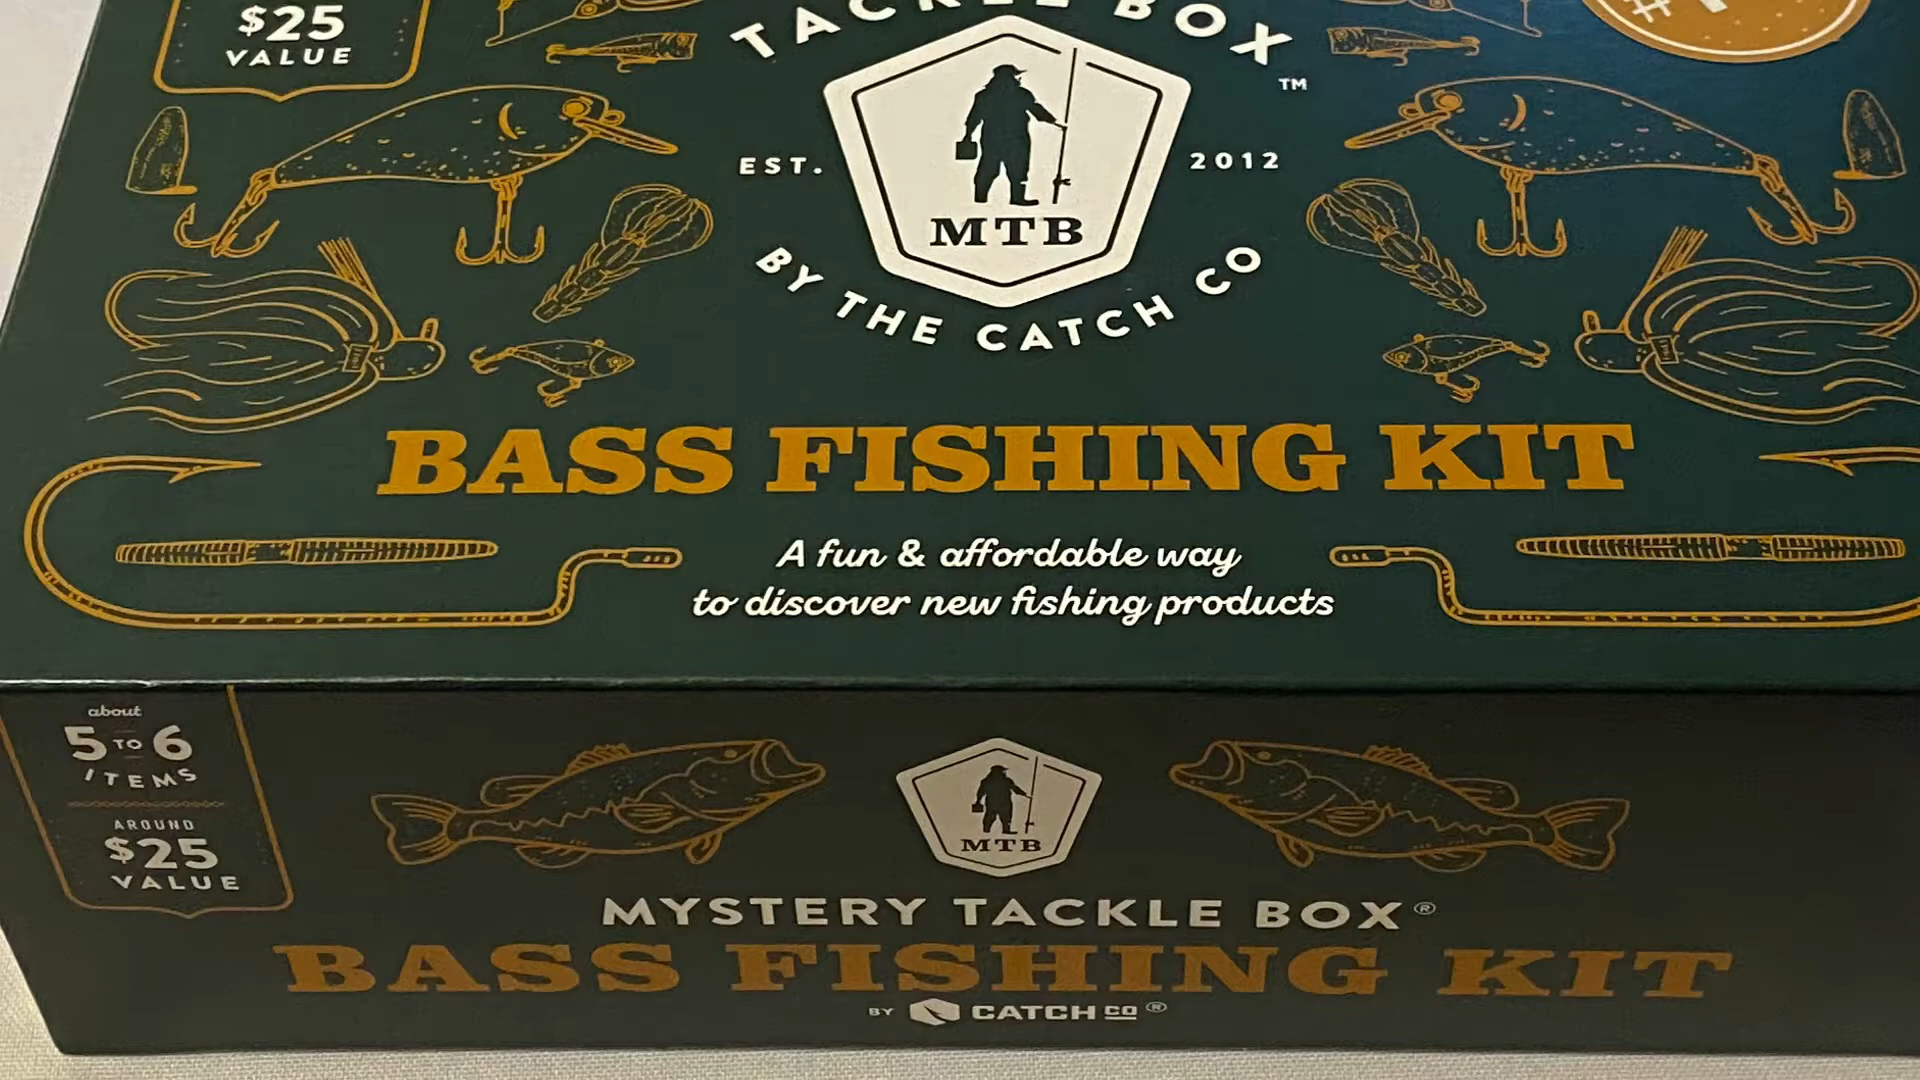 $25
VALUE
TACKLE BOX™
EST. 2012
MTB
BY THE CATCH CO
BASS FISHING KIT
A fun & affordable way
to discover new fishing products
about
5 TO 6
ITEMS
AROUND
$25
VALUE
MTB
MYSTERY TACKLE BOX®
BASS FISHING KIT
BY CATCH CO®